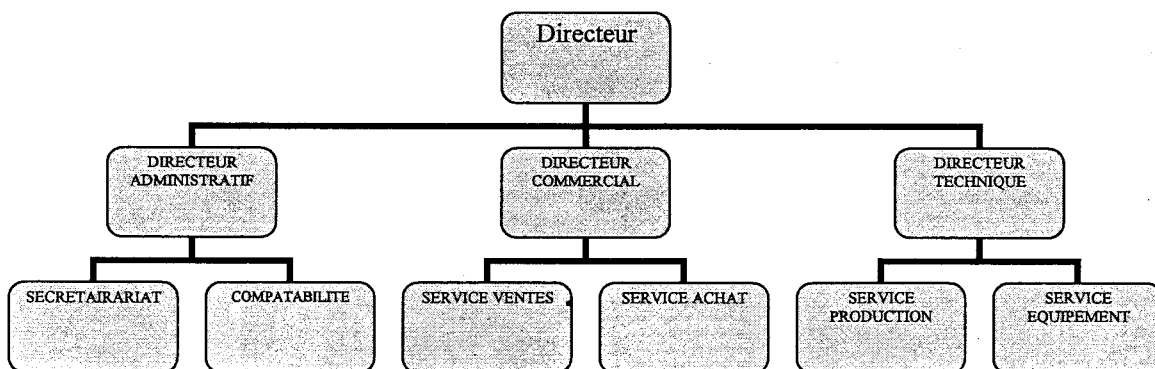 Directeur
DIRECTEUR
ADMINISTRATIF
DIRECTEUR
COMMERCIAL
DIRECTEUR
TECHNIQUE
SECRETAIRARIAT
COMPATABILITE
SERVICE VENTES
SERVICE ACHAT
SERVICE
PRODUCTION
SERVICE
EQUIPEMENT